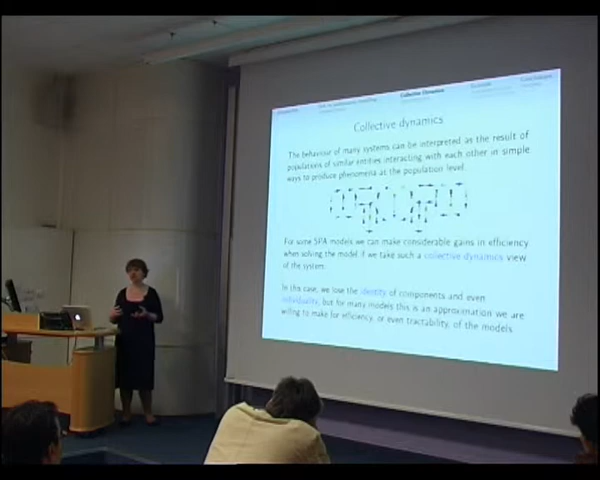 Collective Dynamics
Collective dynamics
The behaviour of many systems can be interpreted as the result of
populations of similar entities interacting with each other in simple
ways to produce phenomena at the population level.
For some SPA models we can make considerable gains in efficiency
when solving the model if we take such a collective dynamics view
of the system.
In this case, we lose the identity of components and even
individuality, but for many models this is an approximation we are
willing to make for efficiency, or even tractability, of the models.